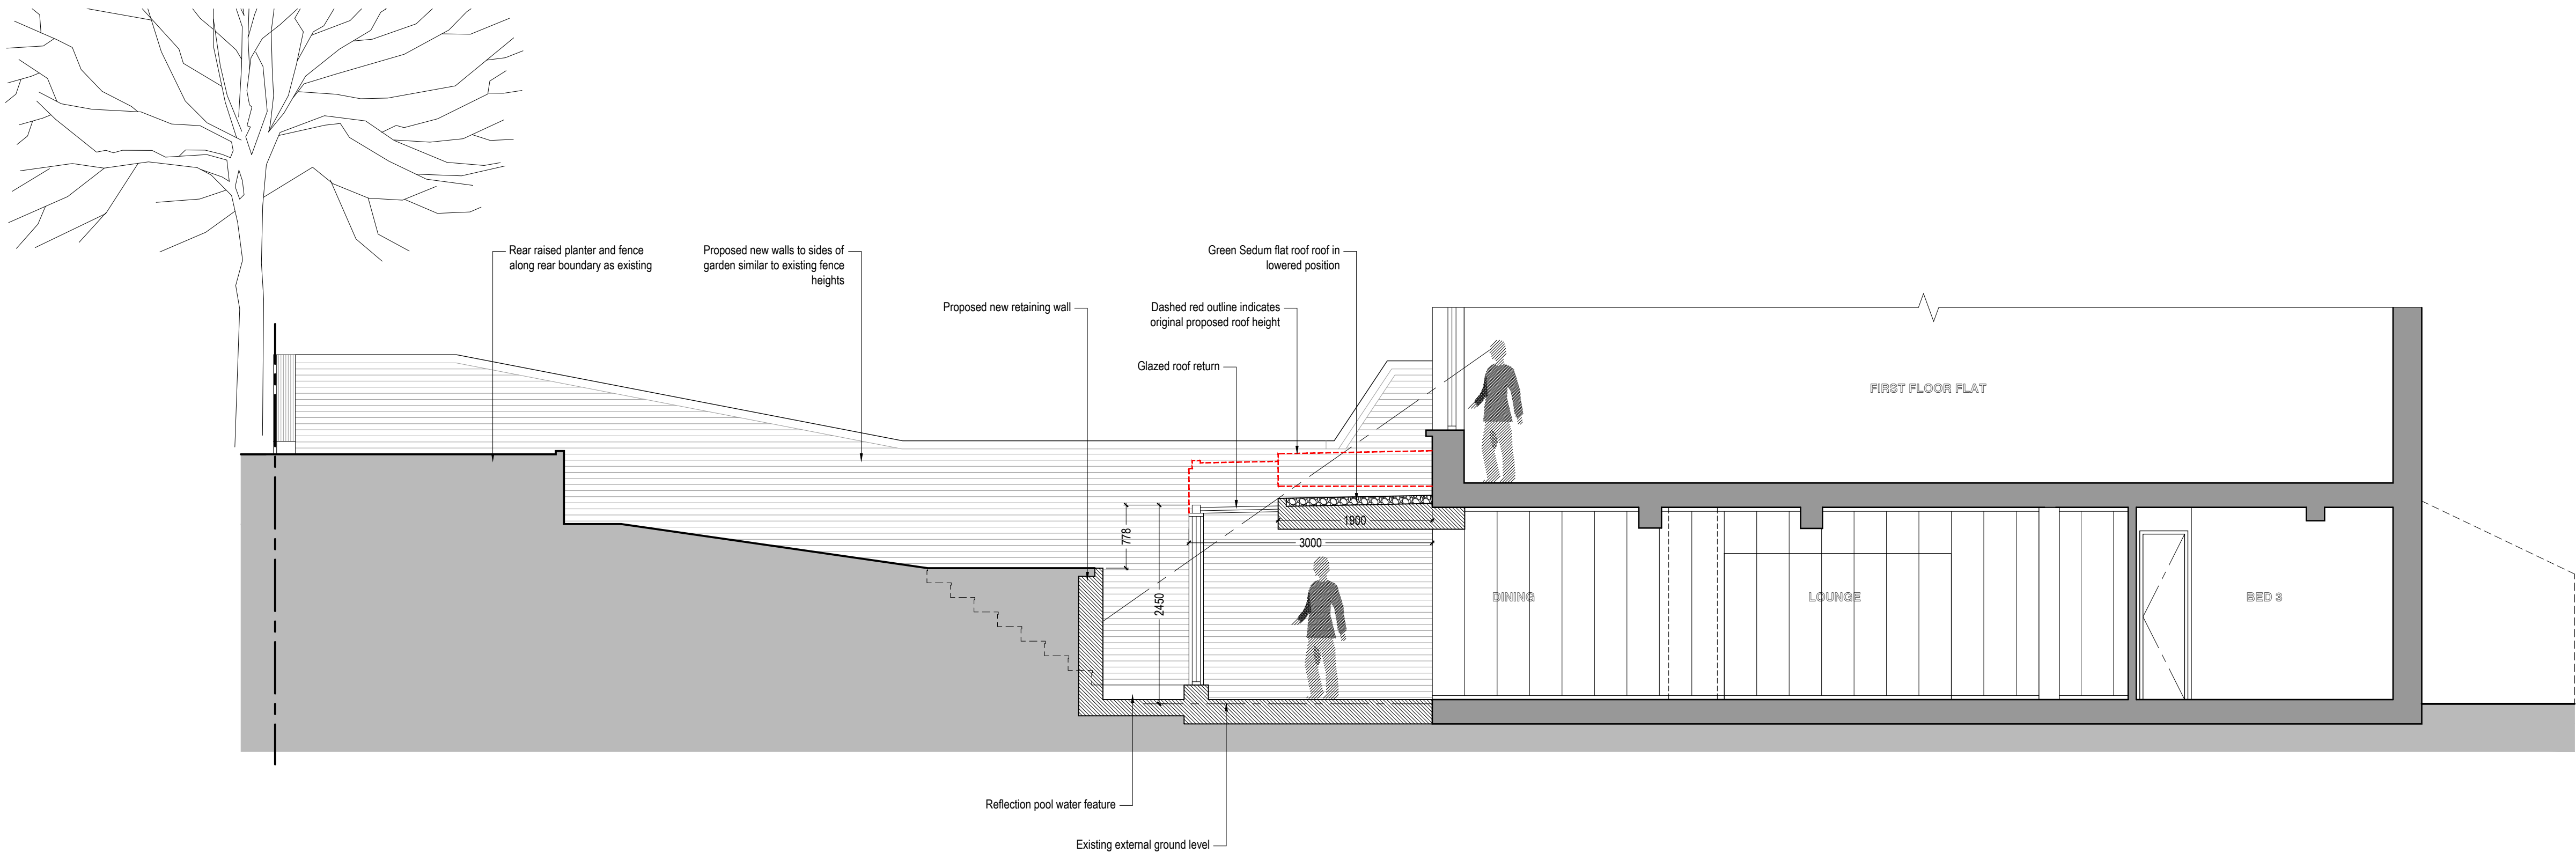 Rear raised planter and fence
along rear boundary as existing
Proposed new walls to sides of
garden similar to existing fence
heights
Green Sedum flat roof roof in
lowered position
Proposed new retaining wall
Dashed red outline indicates
original proposed roof height
Glazed roof return
FIRST FLOOR FLAT
1900
778
3000
2450
DINING
LOUNGE
BED 3
Reflection pool water feature
Existing external ground level